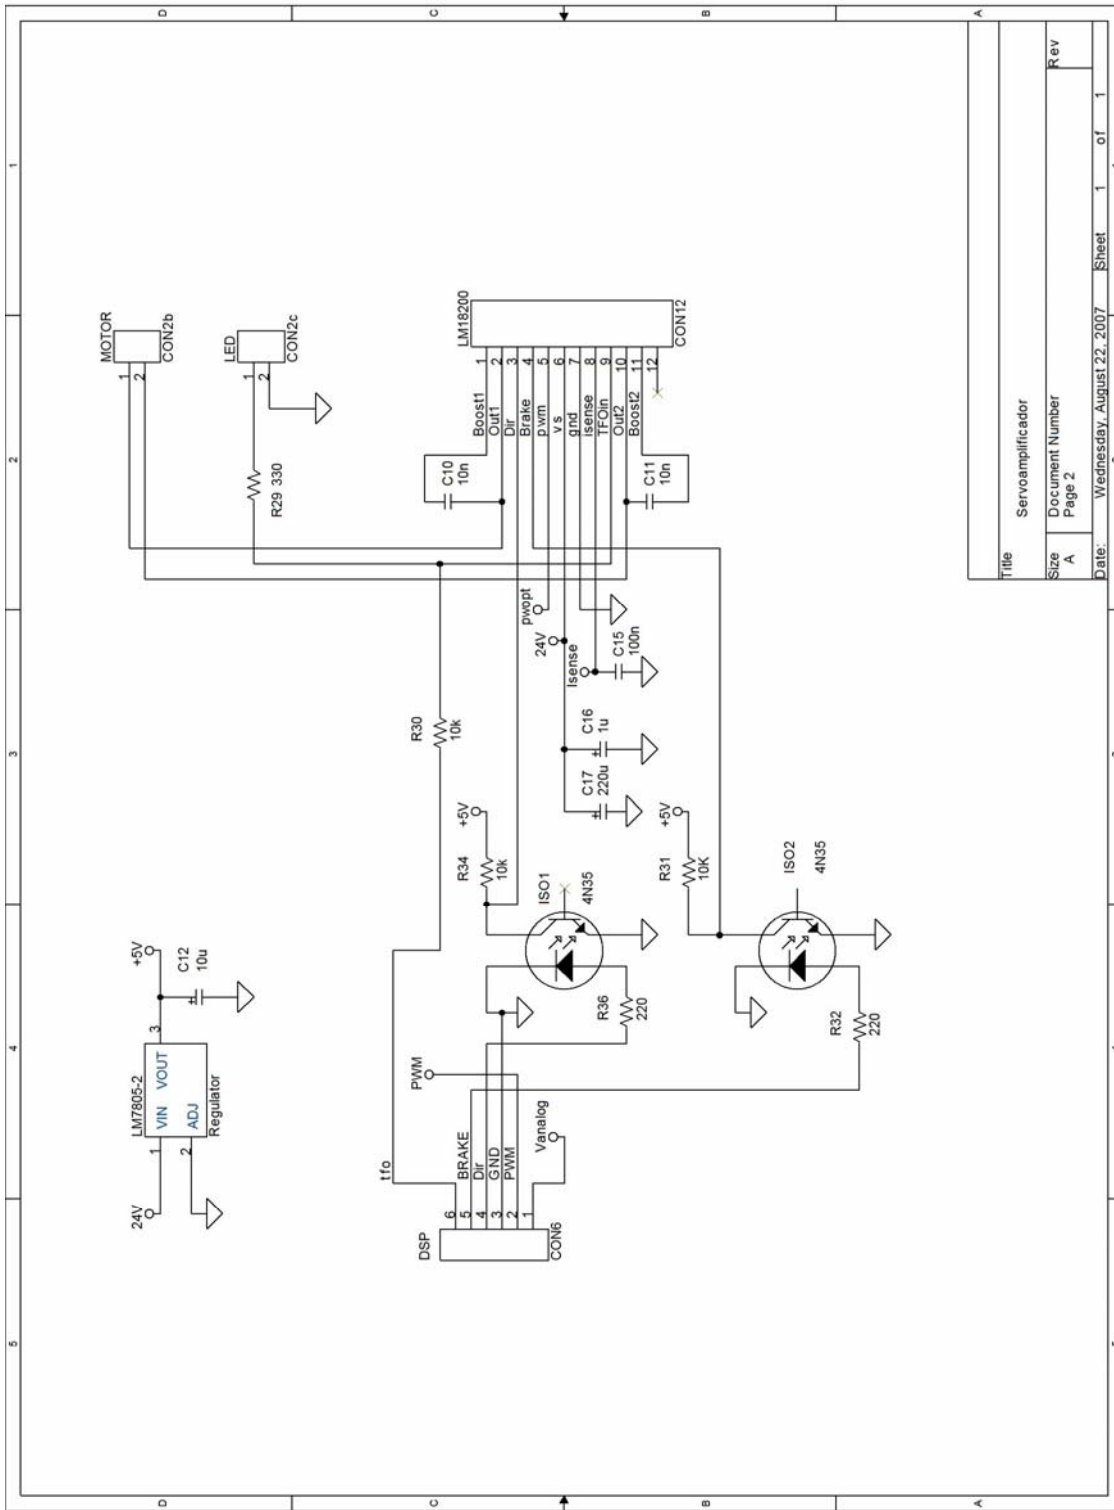 5
4
3
2
1
D
C
B
A
D
C
B
A
LM7805-2
24V
1
VIN
VOUT
3
+5V
2
ADJ
Regulator
C12
10u
MOTOR
1
2
CON2b
LED
1
2
CON2c
R29 330
tfo
R30
10k
DSP
6
5
4
3
2
1
CON6
BRAKE
Dir
GND
PWM
PWM
Vanalog
+5V
R34
10k
ISO1
4N35
R36
220
+5V
R31
10K
ISO2
4N35
R32
220
C17
220u
C16
1u
C15
100n
Isense
24V
pwopt
C10
10n
C11
10n
LM18200
Boost1 1
Out1 2
Dir 3
Brake 4
pwm 5
vs 6
gnd 7
isense 8
TFOin 9
Out2 10
Boost2 11
12
CON12
Title
Servoamplificador
Size
A
Document Number
Page 2
Rev
Date:
Wednesday, August 22, 2007
Sheet
1
of
1